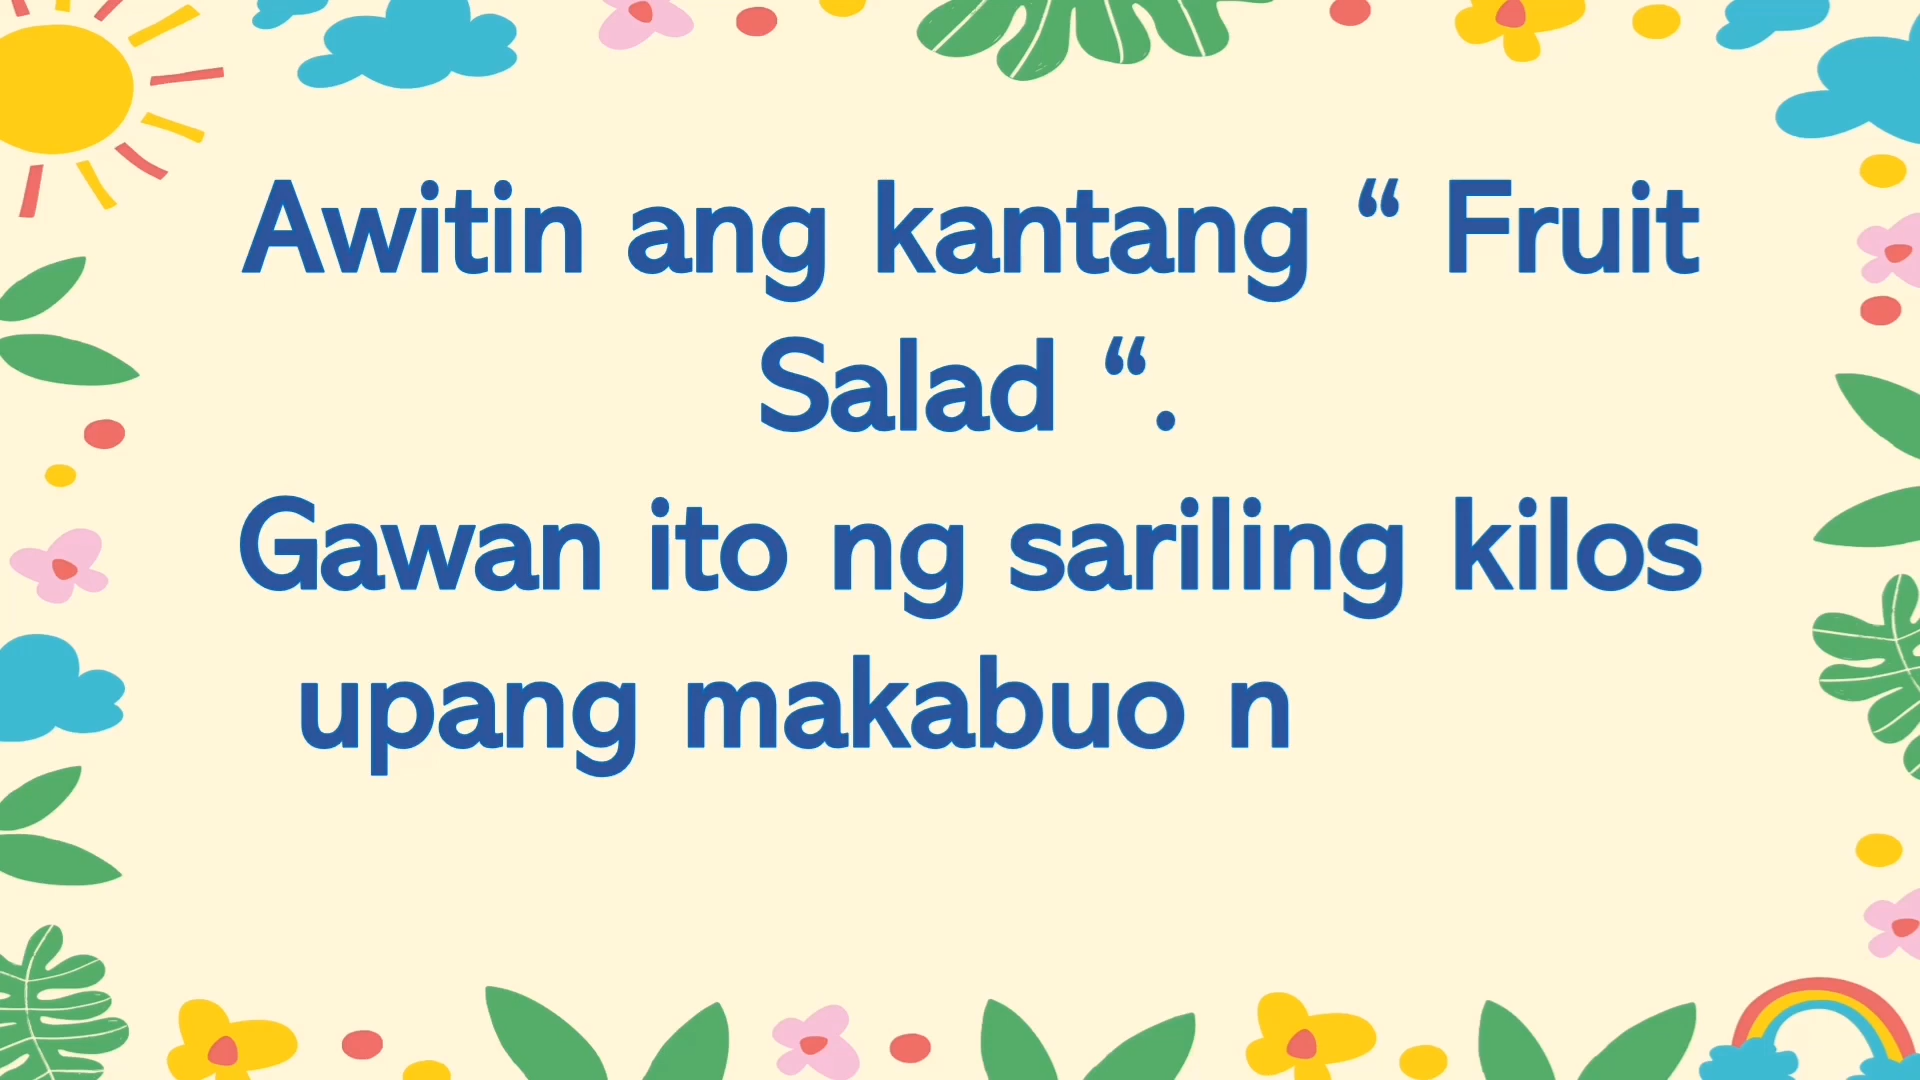 Awitin ang kantang “ Fruit
Salad “.
Gawan ito ng sariling kilos
upang makabuo n